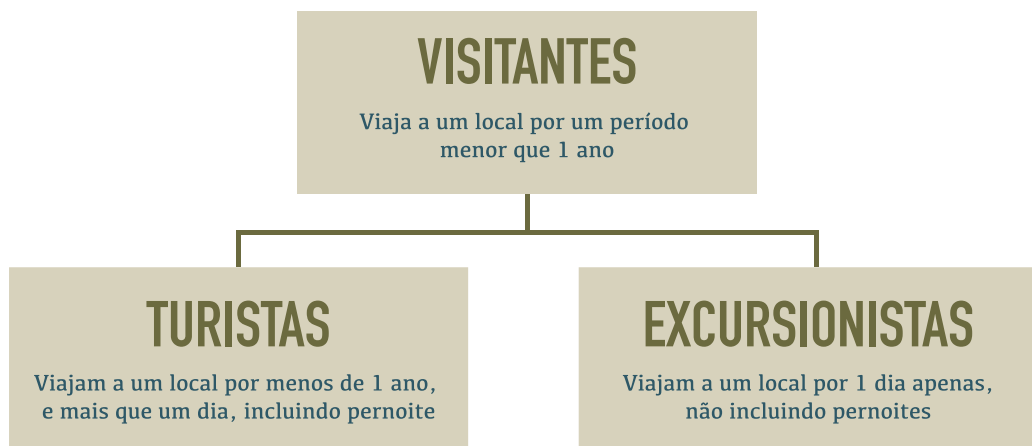 VISITANTES
Viaja a um local por um período
menor que 1 ano
TURISTAS
Viajam a um local por menos de 1 ano,
e mais que um dia, incluindo pernoite
EXCURSIONISTAS
Viajam a um local por 1 dia apenas,
não incluindo pernoites